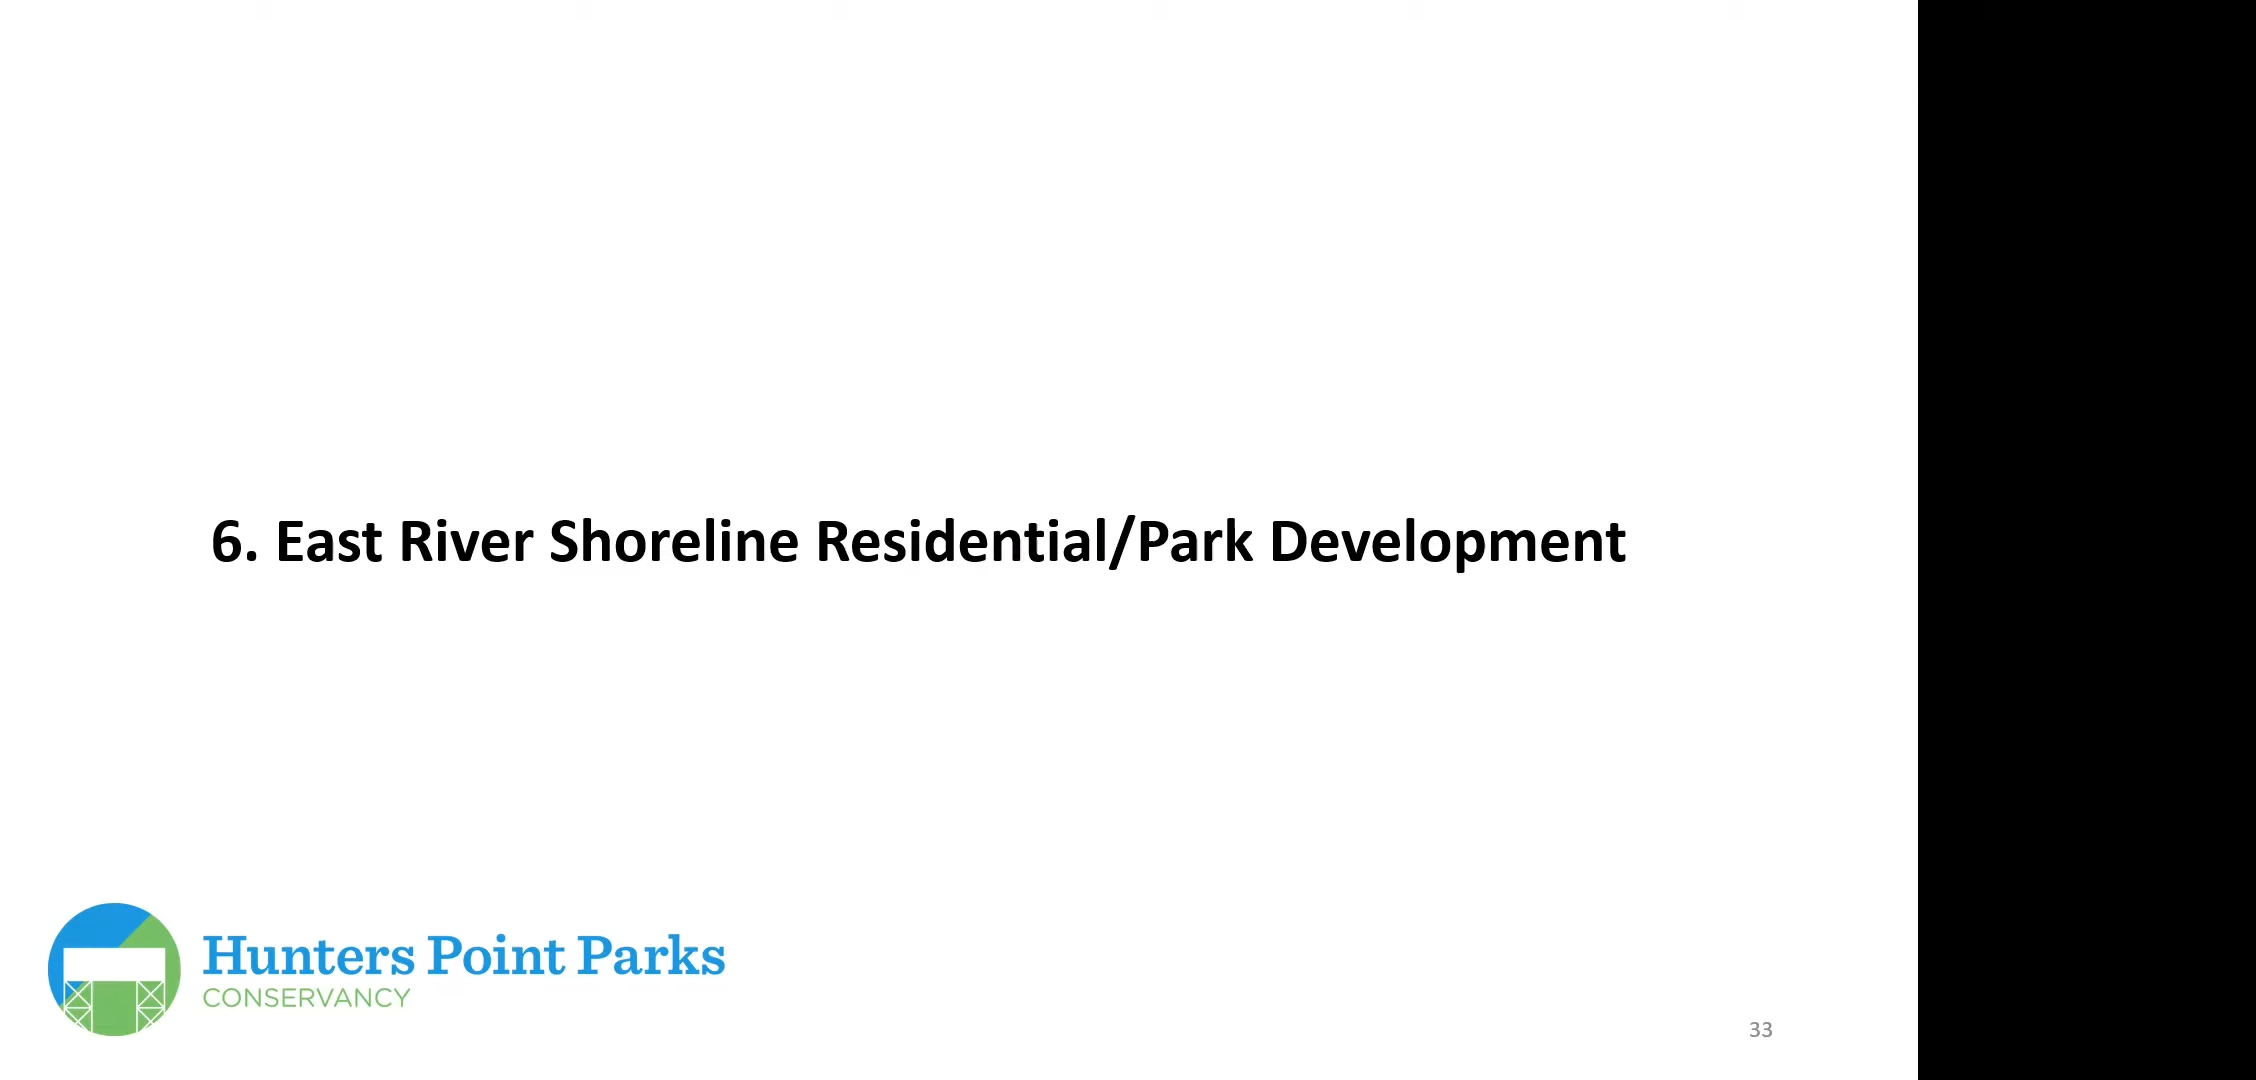 6. East River Shoreline Residential/Park Development
Hunters Point Parks
CONSERVANCY
33